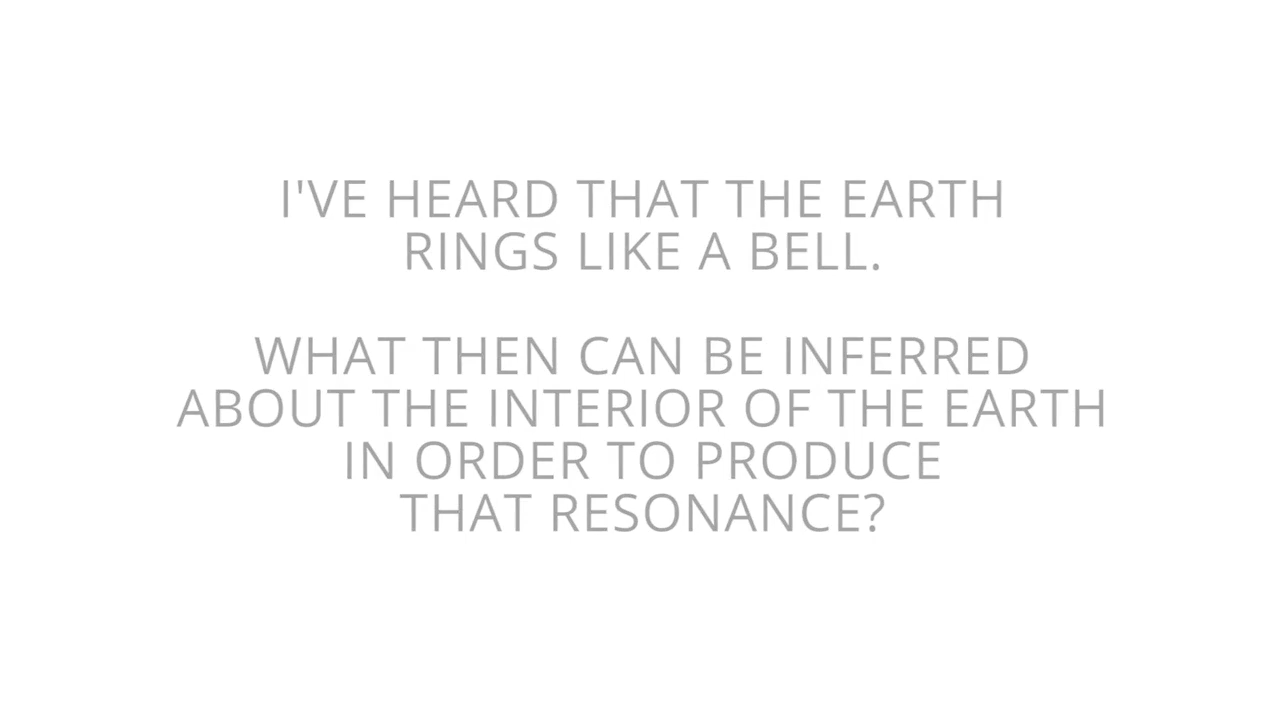 I'VE HEARD THAT THE EARTH
RINGS LIKE A BELL.
WHAT THEN CAN BE INFERRED
ABOUT THE INTERIOR OF THE EARTH
IN ORDER TO PRODUCE
THAT RESONANCE?